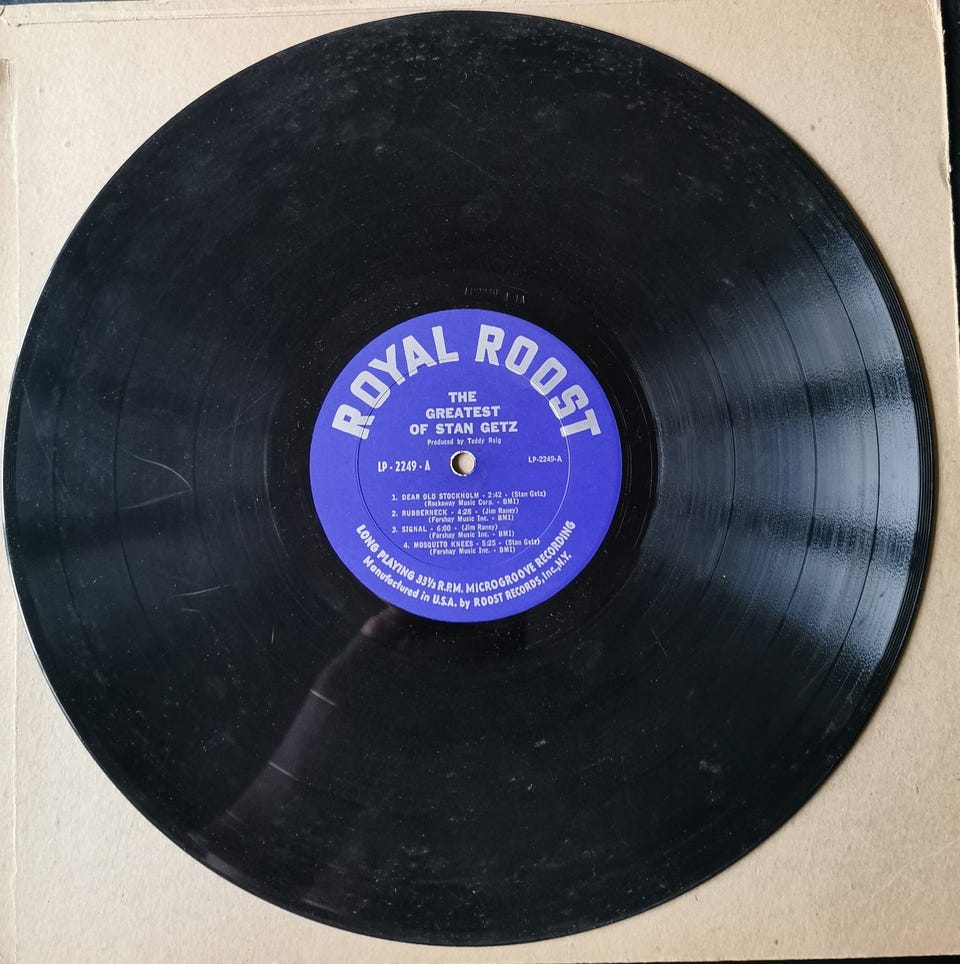 ROYAL ROOST
THE
GREATEST
OF STAN GETZ
Produced by Teddy Reig
LP - 2249 - A
LP-2249-A
1. DEAR OLD STOCKHOLM - 2:42 - (Stan Getz)
(Rockaway Music Corp. - BMI)
2. RUBBERNECK - 4:28 - (Jim Raney)
(Forshay Music Inc. - BMI)
3. SIGNAL - 6:00 - (Jim Raney)
(Forshay Music Inc. - BMI)
4. MOSQUITO KNEES - 5:25 - (Stan Getz)
(Forshay Music Inc. - BMI)
LONG PLAYING 33⅓ R.P.M. MICROGROOVE RECORDING
Manufactured in U.S.A. by ROOST RECORDS, Inc., N.Y.